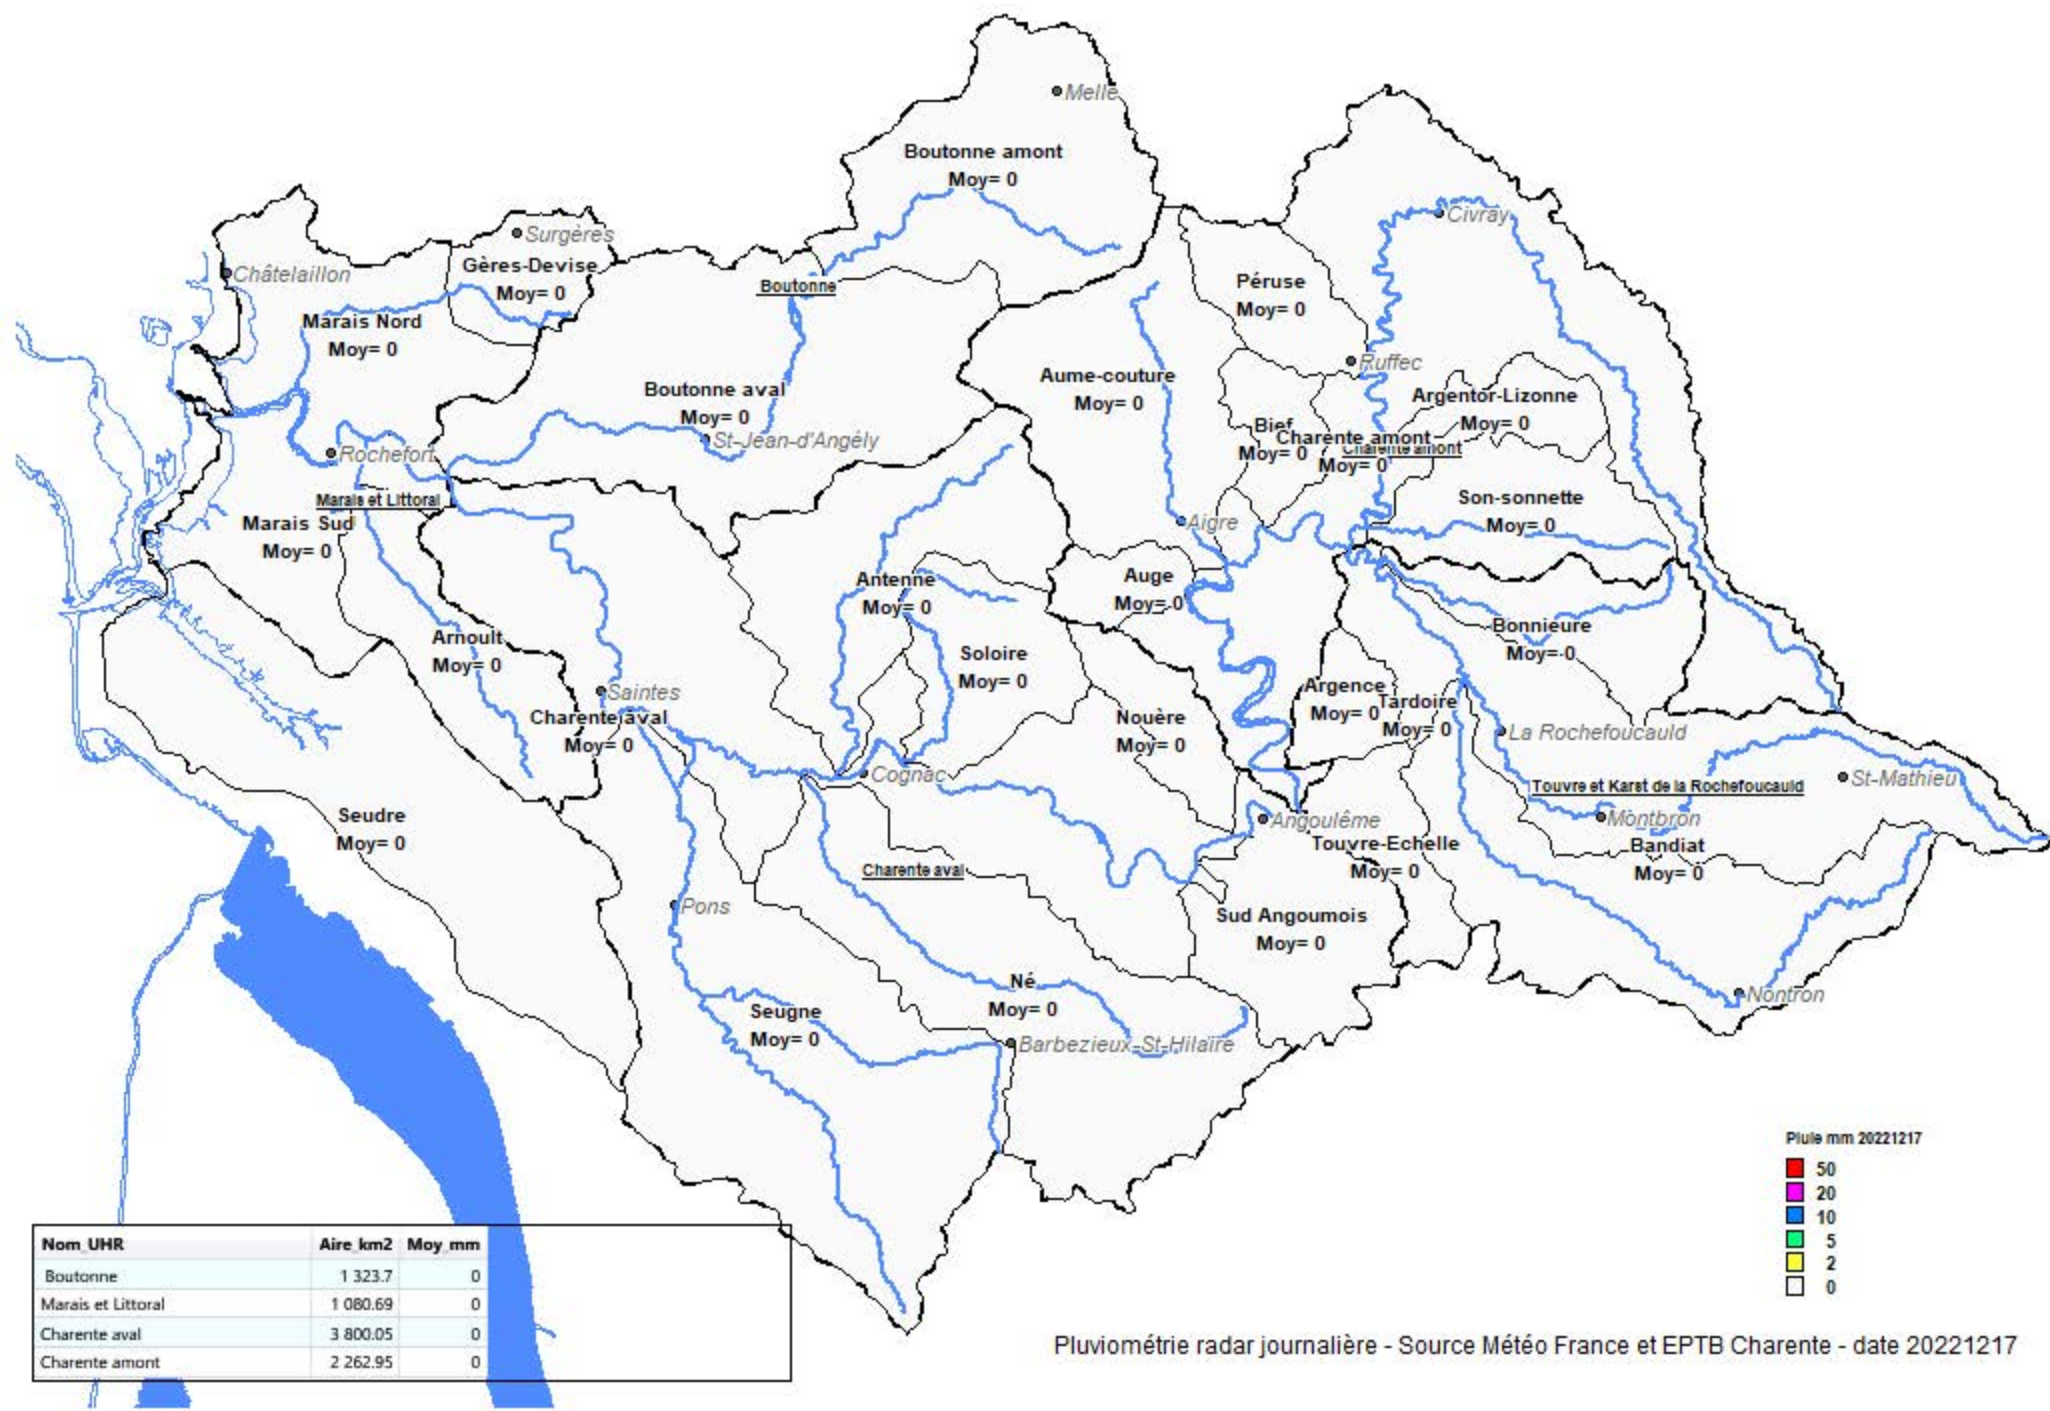 Melle
Boutonne amont
Moy= 0
Civray
Surgères
Châtelaillon
Gères-Devise
Moy= 0
Boutonne
Péruse
Moy= 0
Marais Nord
Moy= 0
Ruffec
Aume-couture
Moy= 0
Boutonne aval
Moy= 0
Argentor-Lizonne
Moy= 0
St-Jean-d'Angély
Bief
Moy= 0
Charente amont
Charente amont
Moy= 0
Rochefort
Marais et Littoral
Son-sonnette
Moy= 0
Marais Sud
Moy= 0
Aigre
Antenne
Moy= 0
Auge
Moy= 0
Bonnieure
Moy= 0
Arnoult
Moy= 0
Soloire
Moy= 0
Saintes
Argence
Moy= 0
Tardoire
Moy= 0
Charente aval
Moy= 0
Nouère
Moy= 0
La Rochefoucauld
Cognac
Touvre et Karst de la Rochefoucauld
St-Mathieu
Seudre
Moy= 0
Angoulême
Montbron
Touvre-Echelle
Moy= 0
Bandiat
Moy= 0
Charente aval
Pons
Sud Angoumois
Moy= 0
Né
Moy= 0
Nontron
Seugne
Moy= 0
Barbezieux-St-Hilaire
Pluie mm 20221217
50
20
10
5
2
0
Nom_UHR Aire_km2 Moy_mm
Boutonne 1 323.7 0
Marais et Littoral 1 080.69 0
Charente aval 3 800.05 0
Charente amont 2 262.95 0
Pluviométrie radar journalière - Source Météo France et EPTB Charente - date 20221217